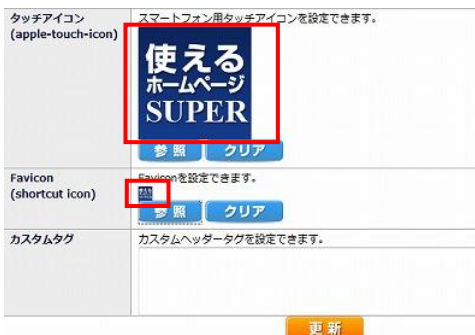 タッチアイコン
(apple-touch-icon)
スマートフォン用タッチアイコンを設定できます。
使える
ホームページ
SUPER
参照 クリア
Favicon
(shortcut icon)
Faviconを設定できます。
参照 クリア
カスタムタグ
カスタムヘッダータグを設定できます。
更新